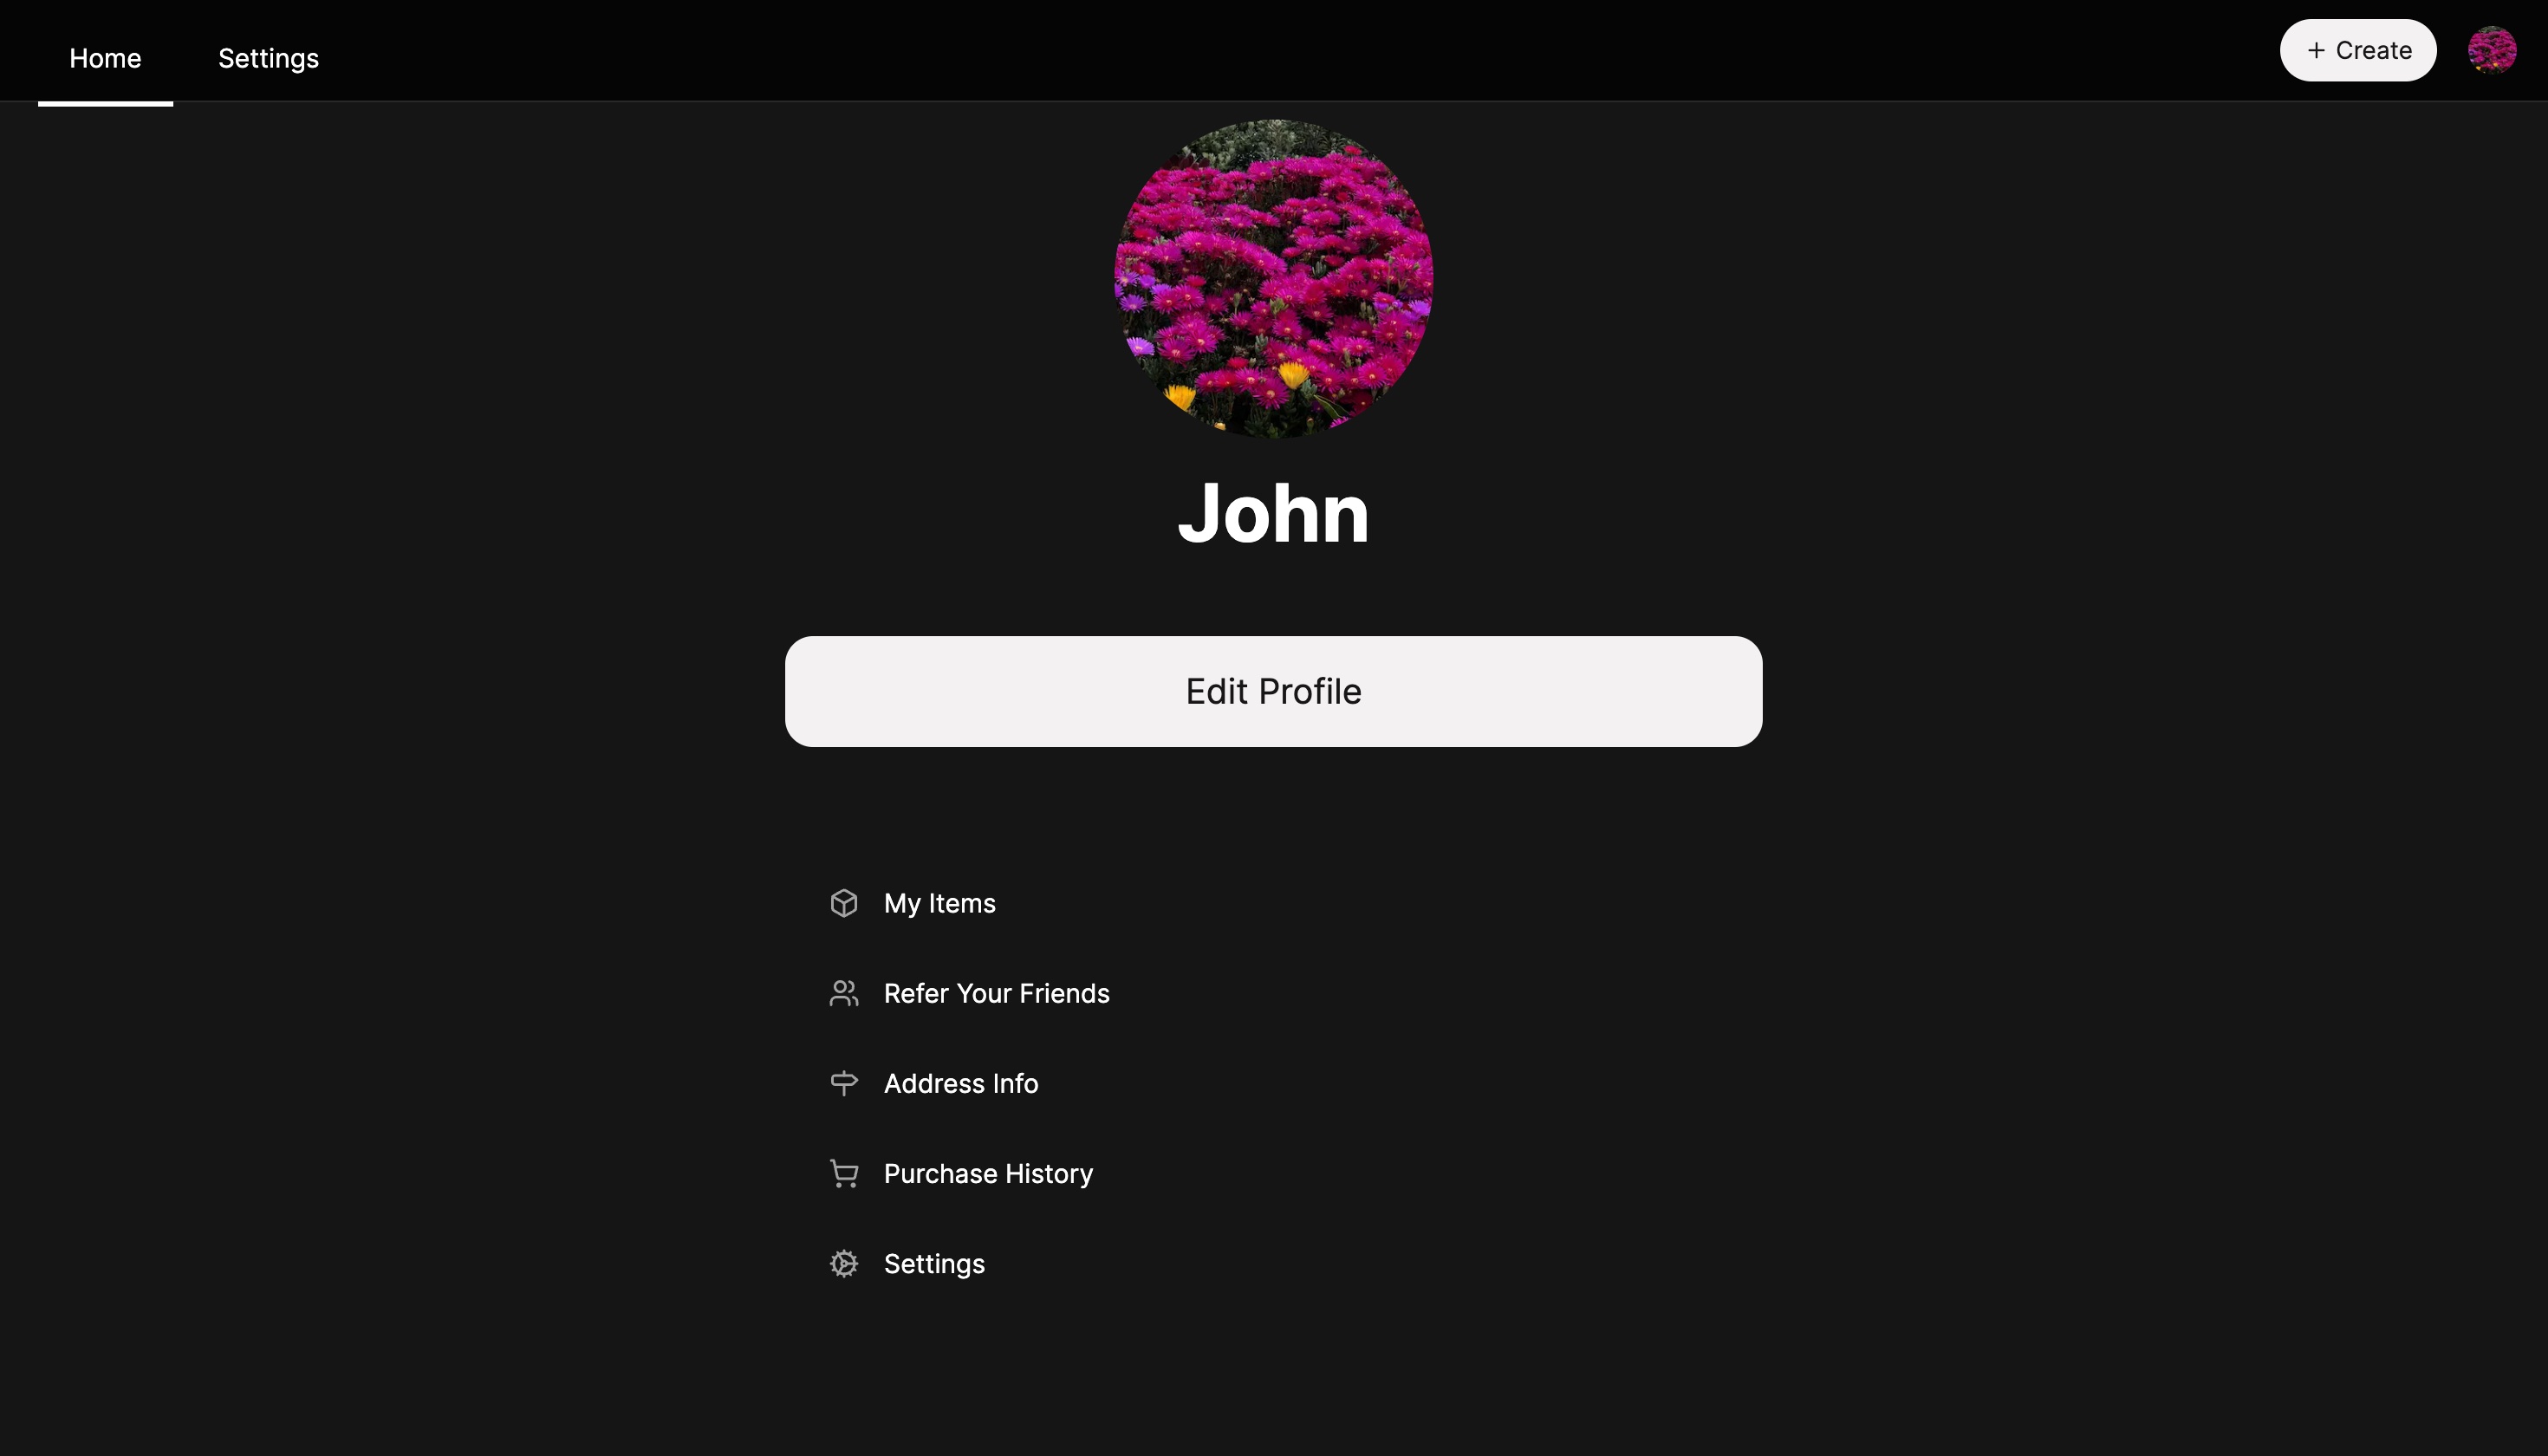 Home
Settings
+ Create
John
Edit Profile
My Items
Refer Your Friends
Address Info
Purchase History
Settings